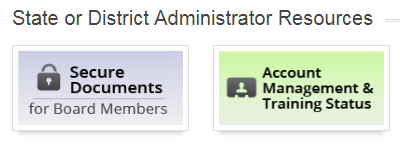 State or District Administrator Resources
Secure
Documents
for Board Members
Account
Management &
Training Status